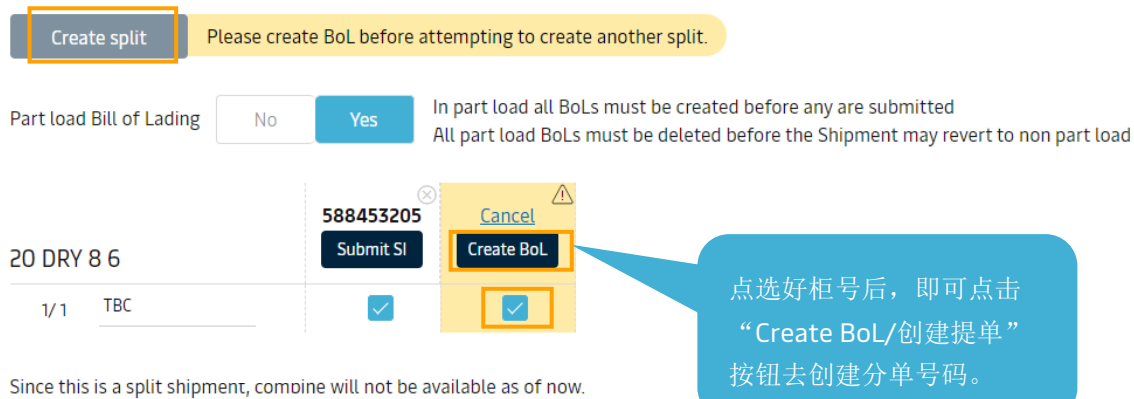 Create split
Please create BoL before attempting to create another split.
Part load Bill of Lading
No
Yes
In part load all BoLs must be created before any are submitted
All part load BoLs must be deleted before the Shipment may revert to non part load
588453205
Cancel
20 DRY 8 6
Submit SI
Create BoL
1/1
TBC
点选好柜号后，即可点击
“Create BoL/创建提单”
按钮去创建分单号码。
Since this is a split shipment, combine will not be available as of now.